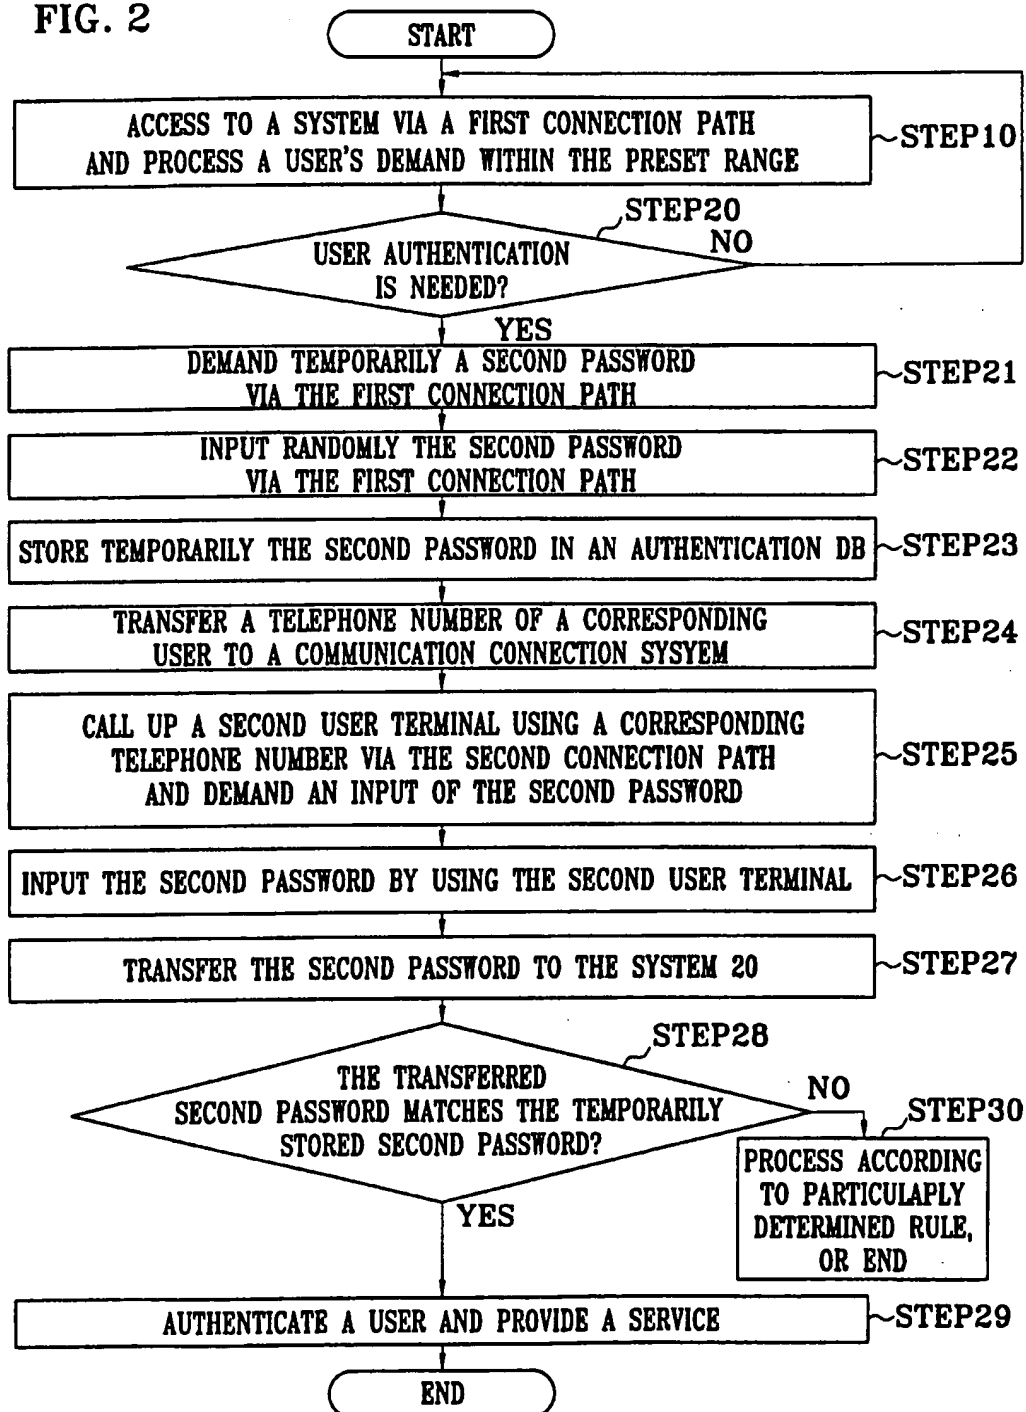 FIG. 2
START
ACCESS TO A SYSTEM VIA A FIRST CONNECTION PATH
AND PROCESS A USER'S DEMAND WITHIN THE PRESET RANGE
STEP10
STEP20
USER AUTHENTICATION
IS NEEDED?
NO
YES
DEMAND TEMPORARILY A SECOND PASSWORD
VIA THE FIRST CONNECTION PATH
STEP21
INPUT RANDOMLY THE SECOND PASSWORD
VIA THE FIRST CONNECTION PATH
STEP22
STORE TEMPORARILY THE SECOND PASSWORD IN AN AUTHENTICATION DB
STEP23
TRANSFER A TELEPHONE NUMBER OF A CORRESPONDING
USER TO A COMMUNICATION CONNECTION SYSYEM
STEP24
CALL UP A SECOND USER TERMINAL USING A CORRESPONDING
TELEPHONE NUMBER VIA THE SECOND CONNECTION PATH
AND DEMAND AN INPUT OF THE SECOND PASSWORD
STEP25
INPUT THE SECOND PASSWORD BY USING THE SECOND USER TERMINAL
STEP26
TRANSFER THE SECOND PASSWORD TO THE SYSTEM 20
STEP27
STEP28
THE TRANSFERRED
SECOND PASSWORD MATCHES THE TEMPORARILY
STORED SECOND PASSWORD?
NO
YES
STEP30
PROCESS ACCORDING
TO PARTICULAPLY
DETERMINED RULE,
OR END
AUTHENTICATE A USER AND PROVIDE A SERVICE
STEP29
END